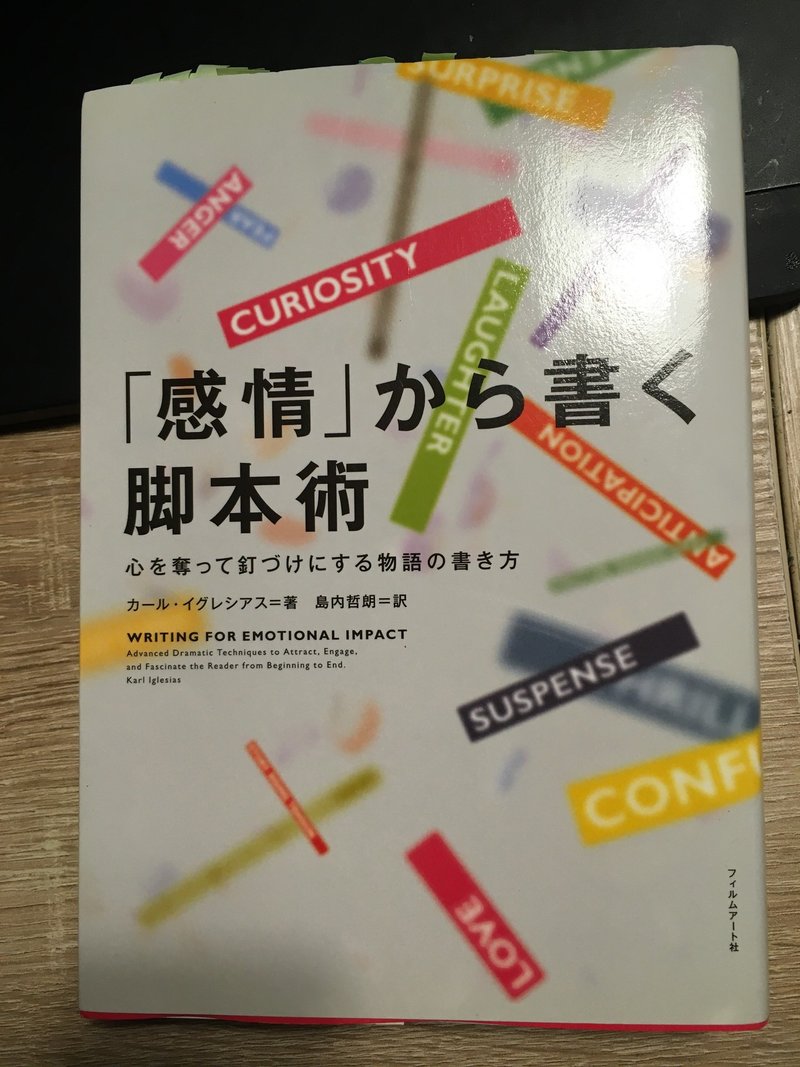 SURPRISE
ANGER
CURIOSITY
LAUGHTER
「感情」から書く
脚本術
ANTICIPATION
心を奪って釘づけにする物語の書き方
カール・イグレシアス=著 島内哲朗=訳
WRITING FOR EMOTIONAL IMPACT
Advanced Dramatic Techniques to Attract, Engage,
and Fascinate the Reader from Beginning to End.
Karl Iglesias
SUSPENSE
CONF
LOVE
フィルムアート社